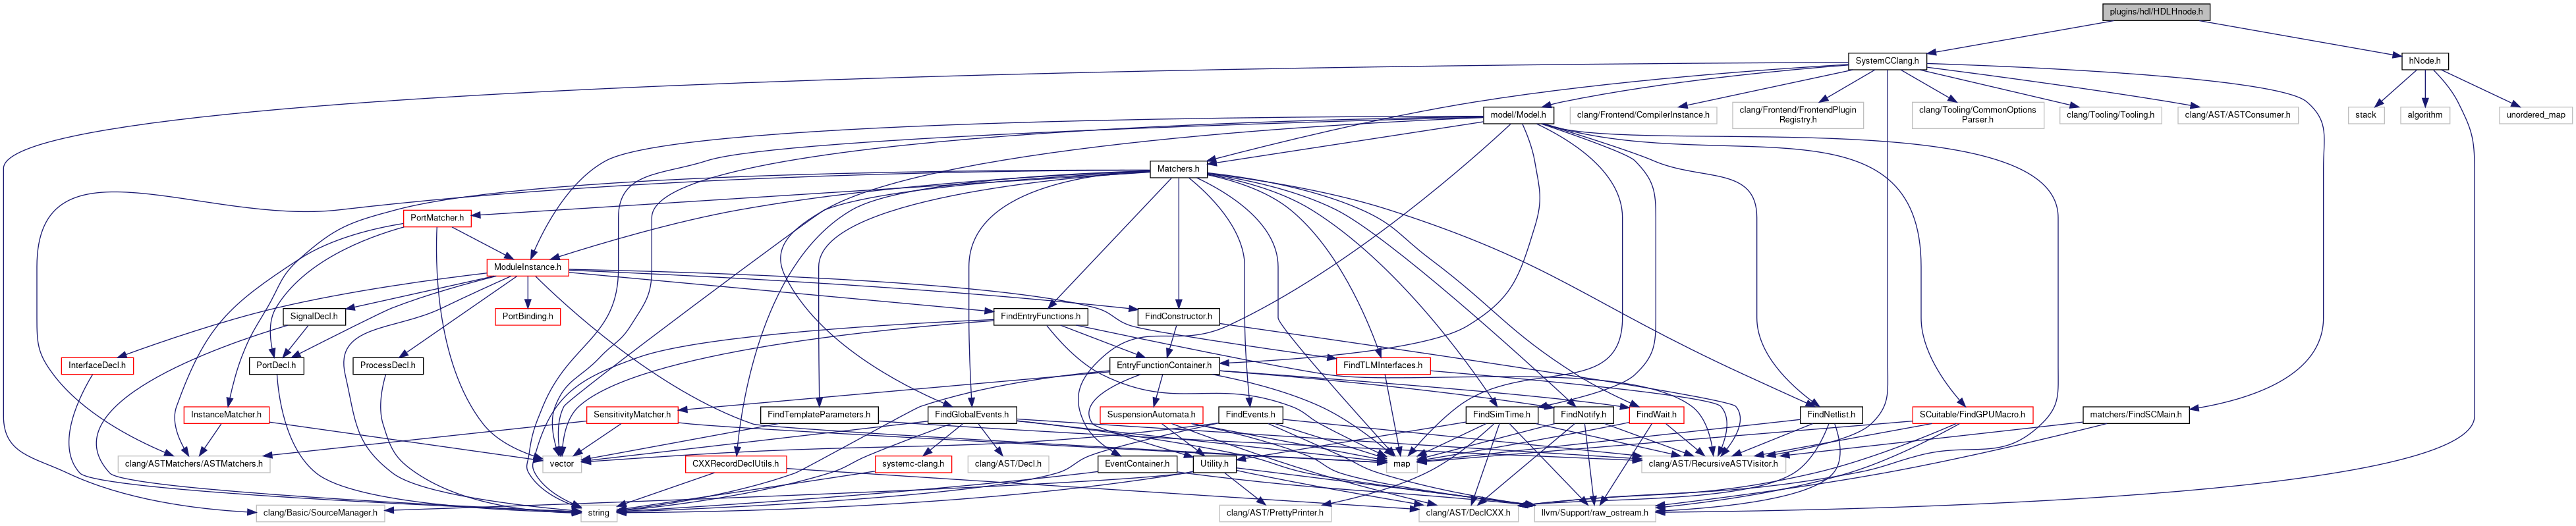 plugins/hdl/HDLHnode.h
SystemCClang.h
hNode.h
model/Model.h
clang/Frontend/CompilerInstance.h
clang/Frontend/FrontendPlugin
Registry.h
clang/Tooling/CommonOptions
Parser.h
clang/Tooling/Tooling.h
clang/AST/ASTConsumer.h
stack
algorithm
unordered_map
Matchers.h
PortMatcher.h
ModuleInstance.h
SignalDecl.h
PortBinding.h
FindEntryFunctions.h
FindConstructor.h
InterfaceDecl.h
PortDecl.h
ProcessDecl.h
EntryFunctionContainer.h
FindTLMInterfaces.h
InstanceMatcher.h
SensitivityMatcher.h
FindTemplateParameters.h
FindGlobalEvents.h
SuspensionAutomata.h
FindEvents.h
FindSimTime.h
FindNotify.h
FindWait.h
FindNetlist.h
SCuitable/FindGPUMacro.h
matchers/FindSCMain.h
clang/ASTMatchers/ASTMatchers.h
vector
CXXRecordDeclUtils.h
systemc-clang.h
clang/AST/Decl.h
EventContainer.h
Utility.h
map
clang/AST/RecursiveASTVisitor.h
clang/Basic/SourceManager.h
string
clang/AST/PrettyPrinter.h
clang/AST/DeclCXX.h
llvm/Support/raw_ostream.h